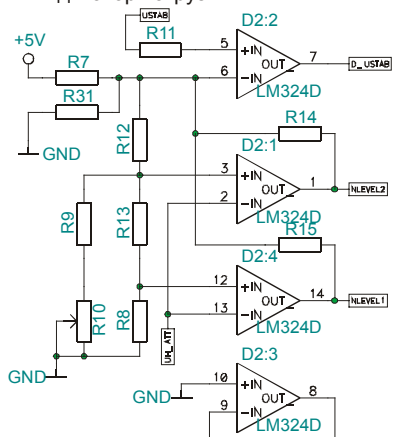 USTAB
D2:2
R11
5
+IN
OUT
7
D_USTAB
+5V
R7
6
-IN
LM324D
R31
R14
GND
R12
D2:1
3
+IN
OUT
1
NLEVEL2
2
-IN
LM324D
R9
R13
R15
D2:4
12
+IN
OUT
14
NLEVEL1
13
-IN
LM324D
R10
R8
UH_ATT
D2:3
GND
GND
10
+IN
OUT
8
9
-IN
LM324D